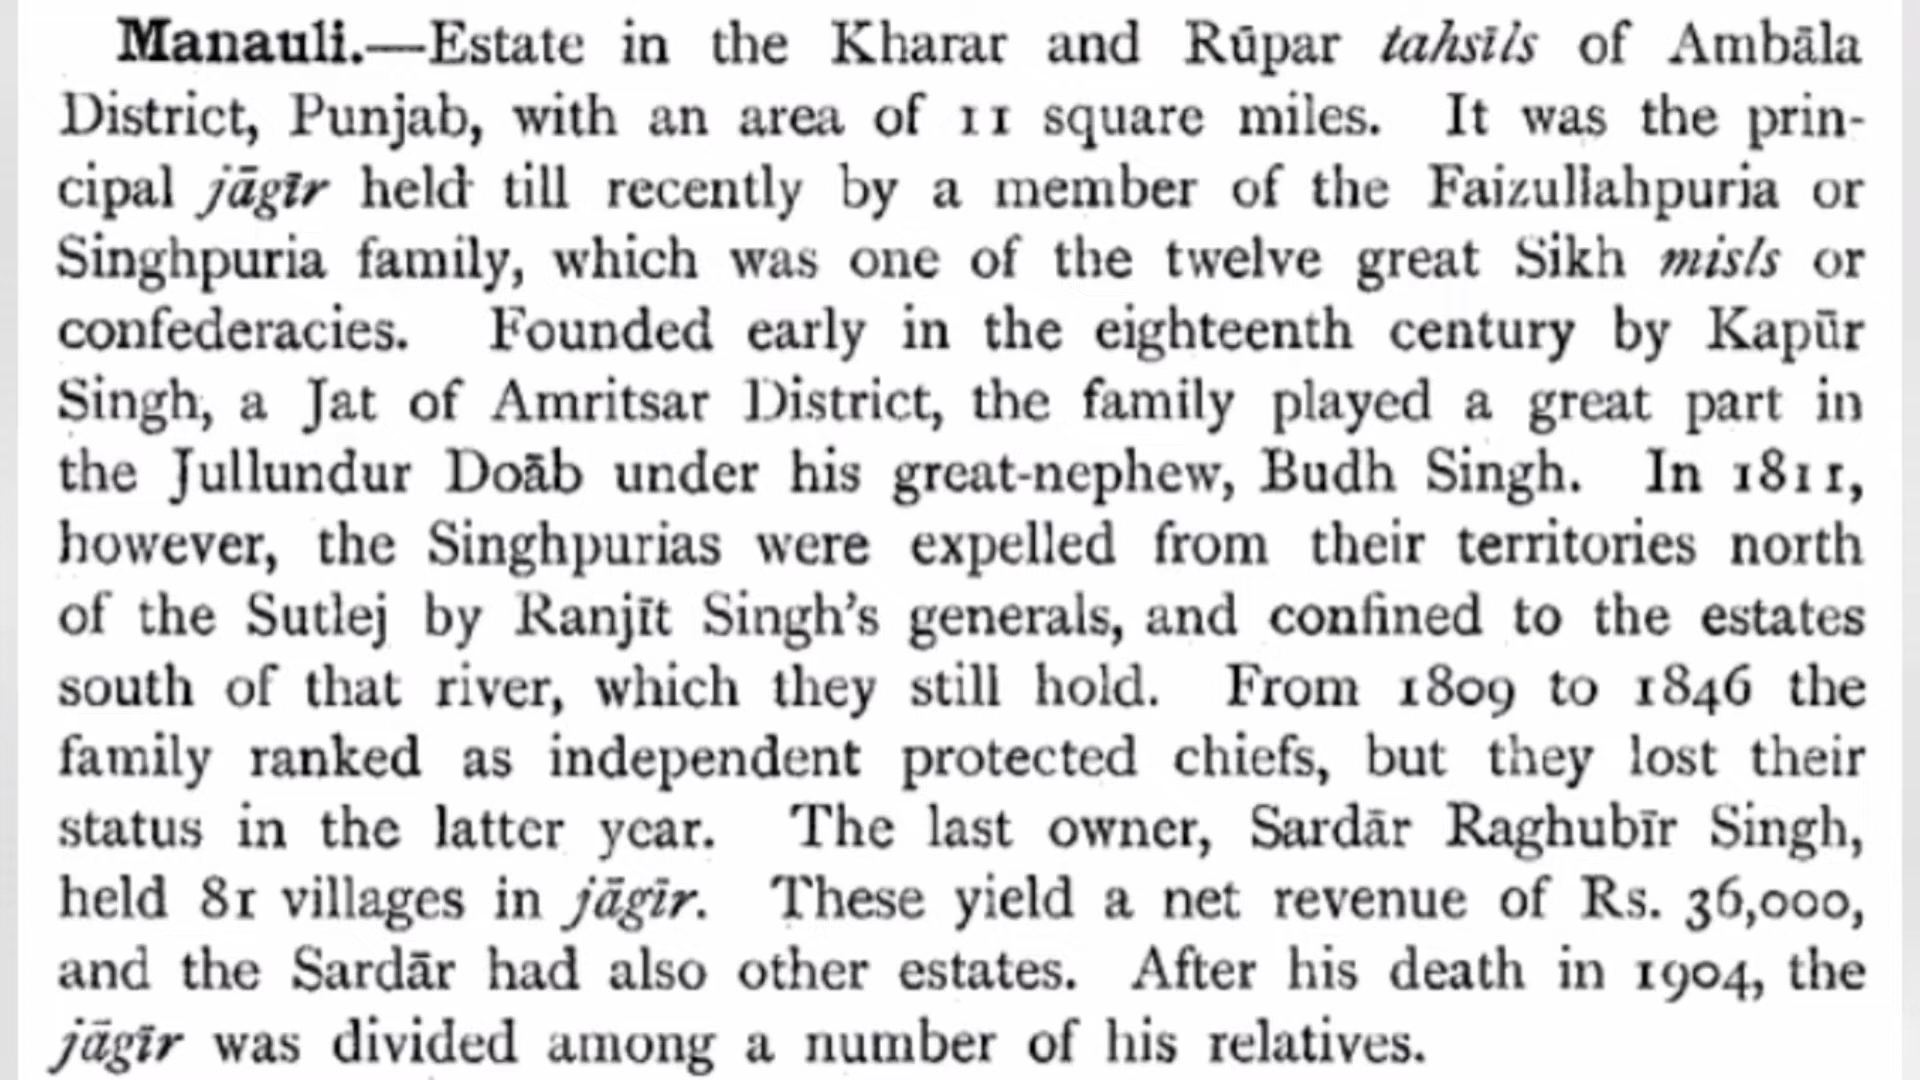 Manauli.—Estate in the Kharar and Rūpar tahsīls of Ambāla
District, Punjab, with an area of 11 square miles. It was the prin-
cipal jāgīr held till recently by a member of the Faizullahpuria or
Singhpuria family, which was one of the twelve great Sikh misls or
confederacies. Founded early in the eighteenth century by Kapūr
Singh, a Jat of Amritsar District, the family played a great part in
the Jullundur Doāb under his great-nephew, Budh Singh. In 1811,
however, the Singhpurias were expelled from their territories north
of the Sutlej by Ranjīt Singh's generals, and confined to the estates
south of that river, which they still hold. From 1809 to 1846 the
family ranked as independent protected chiefs, but they lost their
status in the latter year. The last owner, Sardār Raghubīr Singh,
held 81 villages in jāgīr. These yield a net revenue of Rs. 36,000,
and the Sardār had also other estates. After his death in 1904, the
jāgīr was divided among a number of his relatives.